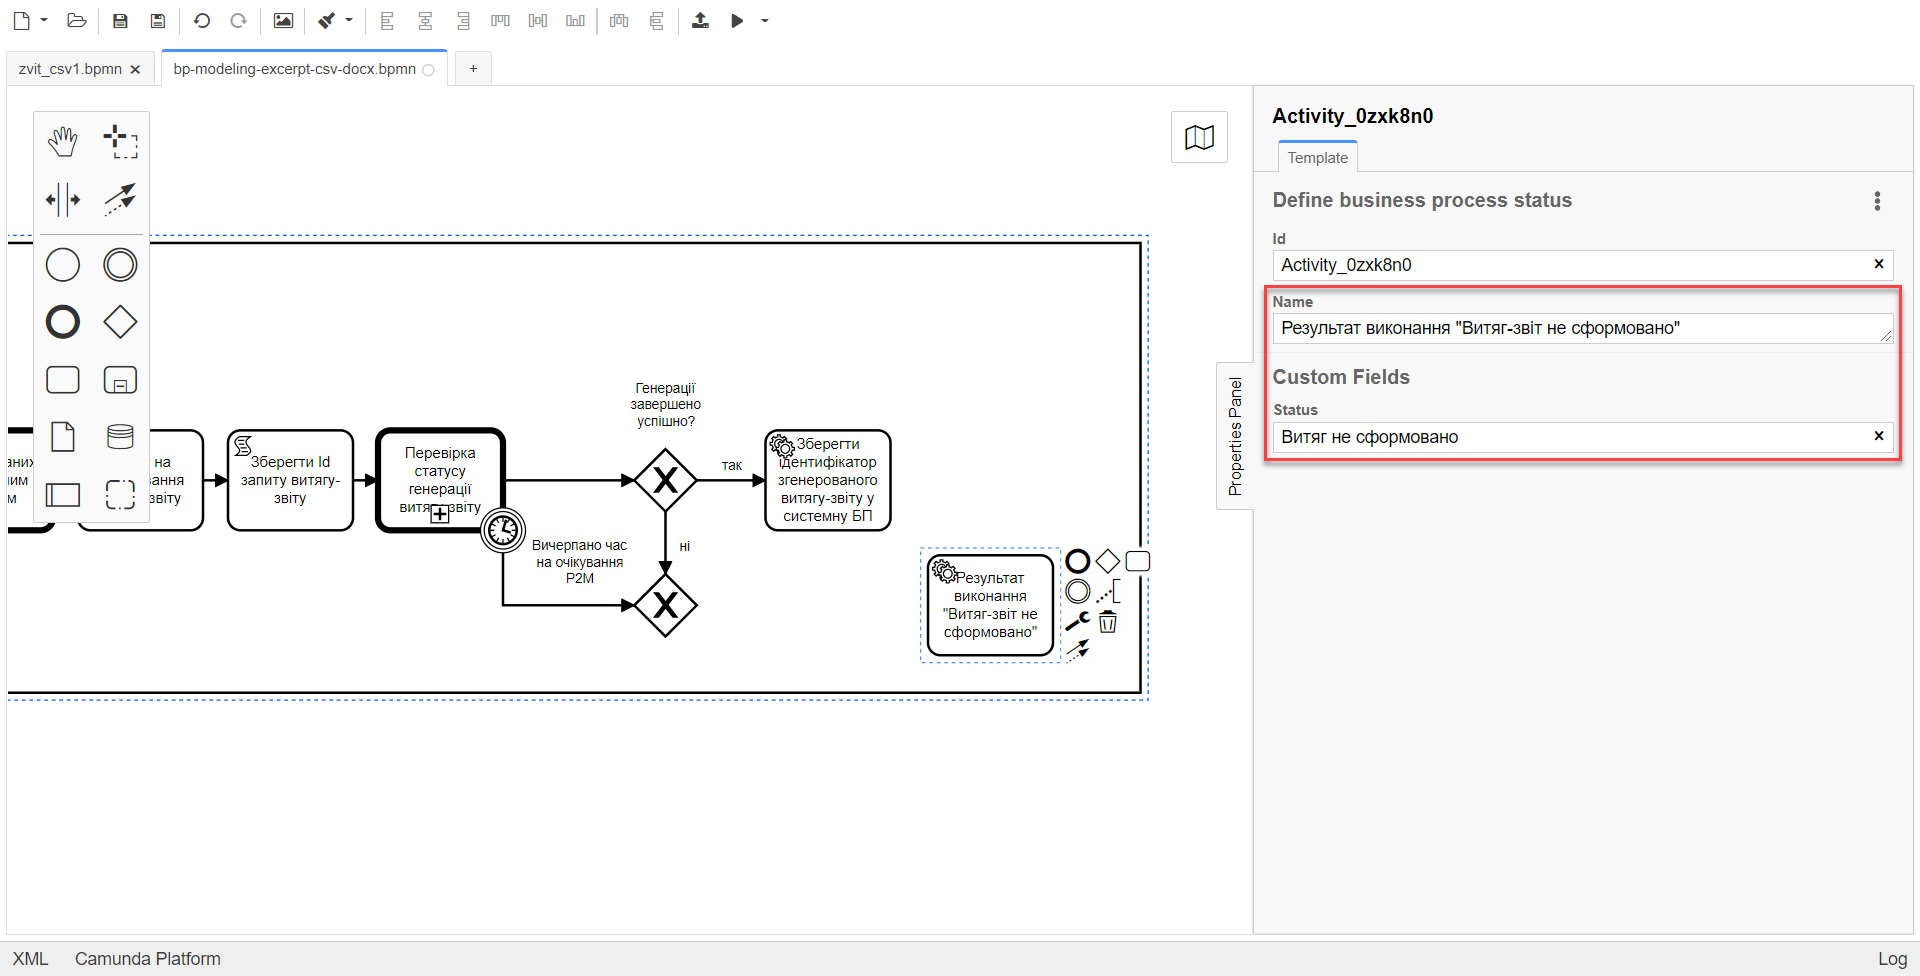 zvit_csv1.bpmn
bp-modeling-excerpt-csv-docx.bpmn
+
Activity_0zxk8n0
Template
Define business process status
Id
Activity_0zxk8n0
Name
Результат виконання "Витяг-звіт не сформовано"
Custom Fields
Status
Витяг не сформовано
Properties Panel
Генерації
завершено
успішно?
на
звіту
Зберегти Id
запиту витягу-
звіту
Перевірка
статусу
генерації
витягу-звіту
так
ні
Зберегти
ідентифікатор
згенерованого
витягу-звіту у
системну БП
Вичерпано час
на очікування
P2M
Результат
виконання
"Витяг-звіт не
сформовано"
XML
Camunda Platform
Log